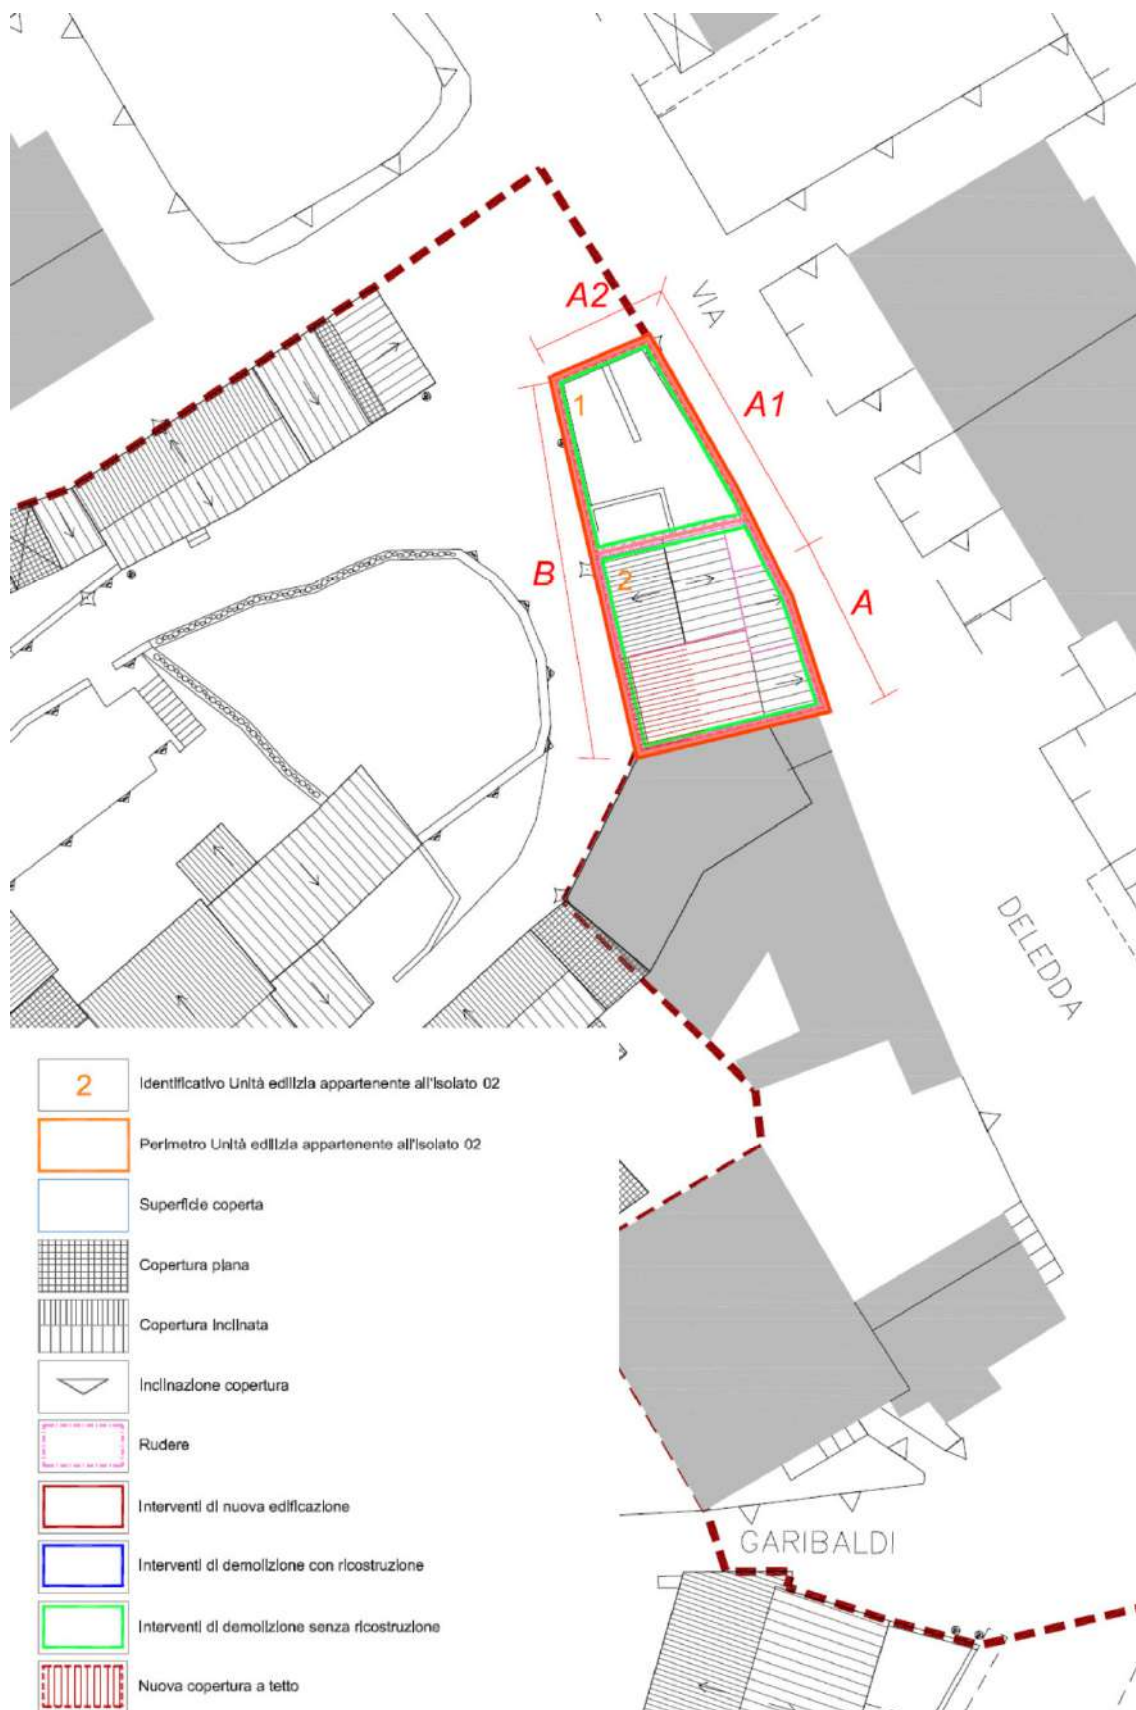 A2
VIA
1
A1
B
2
A
DELEDDA
2
Identificativo Unità edilizia appartenente all'isolato 02
Perimetro Unità edilizia appartenente all'isolato 02
Superficie coperta
Copertura piana
Copertura inclinata
Inclinazione copertura
Rudere
Interventi di nuova edificazione
Interventi di demolizione con ricostruzione
Interventi di demolizione senza ricostruzione
Nuova copertura a tetto
GARIBALDI